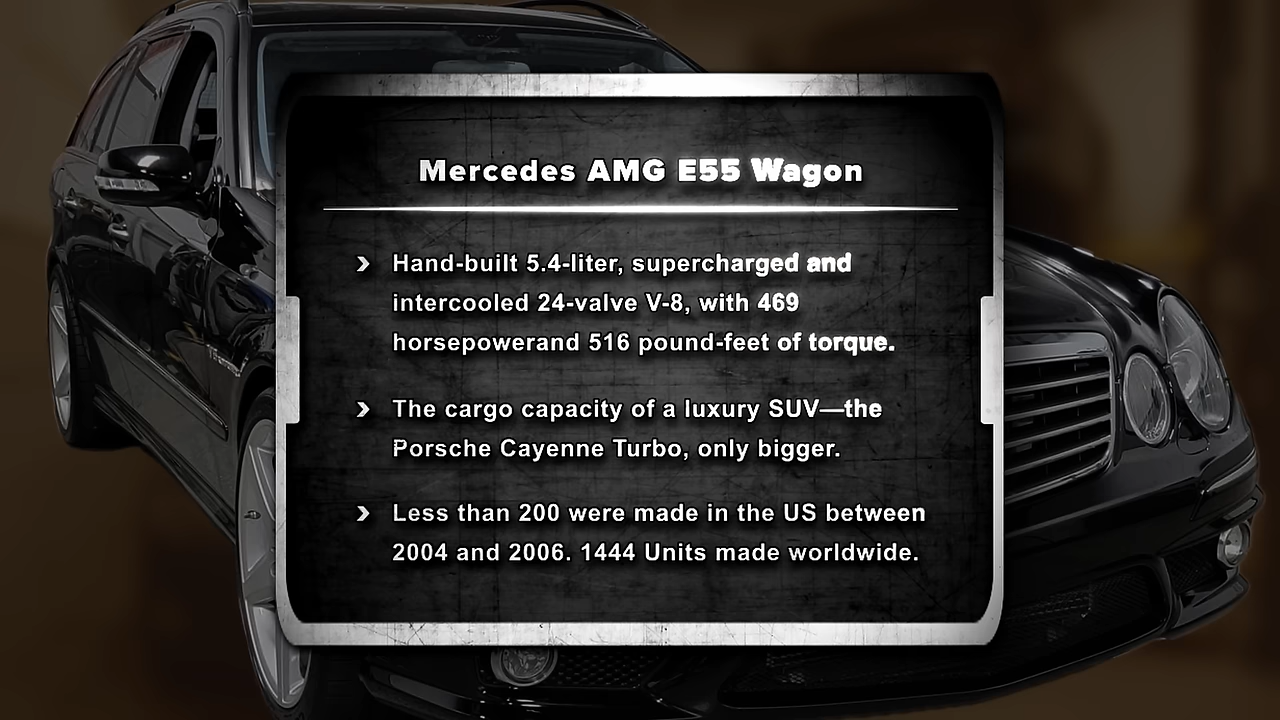 Mercedes AMG E55 Wagon
Hand-built 5.4-liter, supercharged and
intercooled 24-valve V-8, with 469
horsepowerand 516 pound-feet of torque.
The cargo capacity of a luxury SUV—the
Porsche Cayenne Turbo, only bigger.
Less than 200 were made in the US between
2004 and 2006. 1444 Units made worldwide.